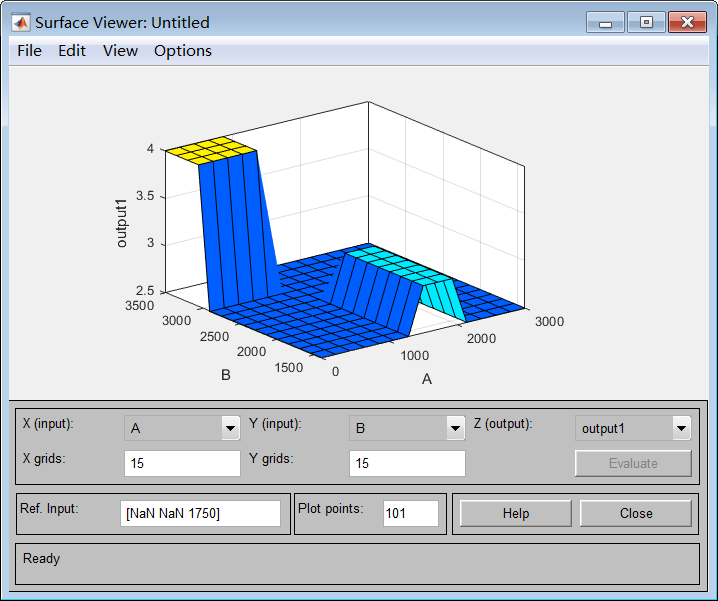 Surface Viewer: Untitled
File Edit View Options
4
3.5
3
2.5
output1
3500
3000
2500
2000
1500
B
0
1000
2000
3000
A
X (input): A Y (input): B Z (output): output1
X grids: 15 Y grids: 15 Evaluate
Ref. Input: [NaN NaN 1750] Plot points: 101 Help Close
Ready